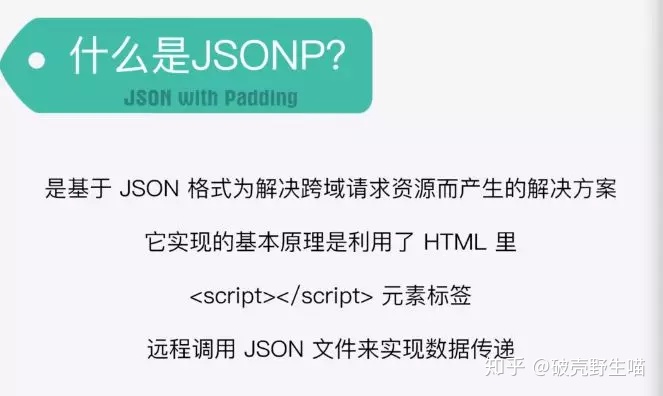 什么是JSONP?
JSON with Padding
是基于 JSON 格式为解决跨域请求资源而产生的解决方案
它实现的基本原理是利用了 HTML 里
<script></script> 元素标签
远程调用 JSON 文件来实现数据传递
知乎 @破壳野生喵